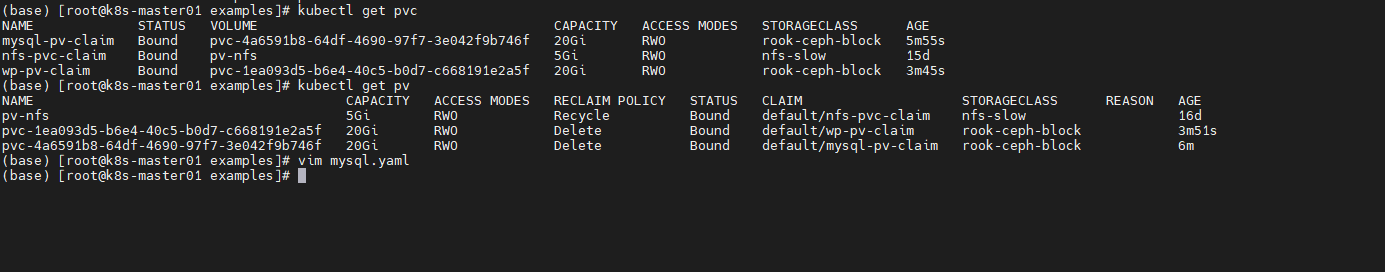 (base) [root@k8s-master01 examples]# kubectl get pvc
NAME STATUS VOLUME CAPACITY ACCESS MODES STORAGECLASS AGE
mysql-pv-claim Bound pvc-4a6591b8-64df-4690-97f7-3e042f9b746f 20Gi RWO rook-ceph-block 5m55s
nfs-pvc-claim Bound pv-nfs 5Gi RWO nfs-slow 15d
wp-pv-claim Bound pvc-1ea093d5-b6e4-40c5-b0d7-c668191e2a5f 20Gi RWO rook-ceph-block 3m45s
(base) [root@k8s-master01 examples]# kubectl get pv
NAME CAPACITY ACCESS MODES RECLAIM POLICY STATUS CLAIM STORAGECLASS REASON AGE
pv-nfs 5Gi RWO Recycle Bound default/nfs-pvc-claim nfs-slow 16d
pvc-1ea093d5-b6e4-40c5-b0d7-c668191e2a5f 20Gi RWO Delete Bound default/wp-pv-claim rook-ceph-block 3m51s
pvc-4a6591b8-64df-4690-97f7-3e042f9b746f 20Gi RWO Delete Bound default/mysql-pv-claim rook-ceph-block 6m
(base) [root@k8s-master01 examples]# vim mysql.yaml
(base) [root@k8s-master01 examples]#